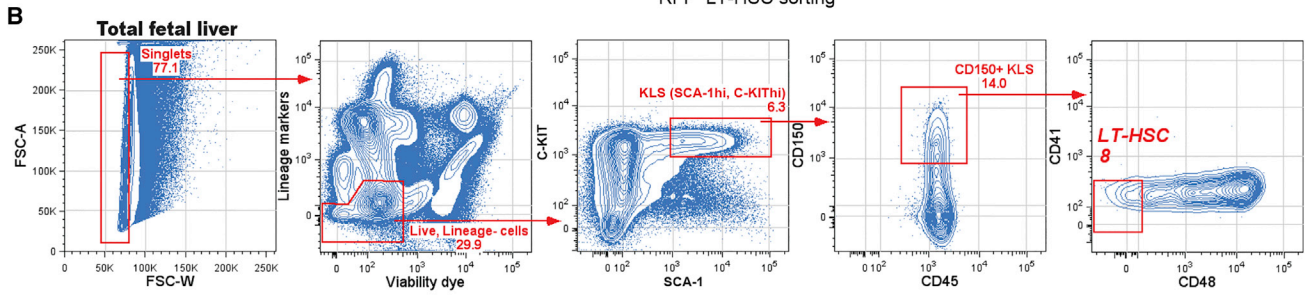 B
Total fetal liver
Singlets
77.1
FSC-A
250K
200K
150K
100K
50K
0
0 50K 100K 150K 200K 250K
FSC-W
Lineage markers
10^5
10^4
10^3
0
0 10^2 10^3 10^4 10^5
Viability dye
Live, Lineage- cells
29.9
C-KIT
10^5
10^4
10^3
10^2
0
0 10^2 10^3 10^4 10^5
SCA-1
KLS (SCA-1hi, C-KIThi)
6.3
CD150
10^5
10^4
10^3
0
0 10^2 10^3 10^4 10^5
CD45
CD150+ KLS
14.0
CD41
10^5
10^4
10^3
10^2
0
0 10^3 10^4 10^5
CD48
LT-HSC
8